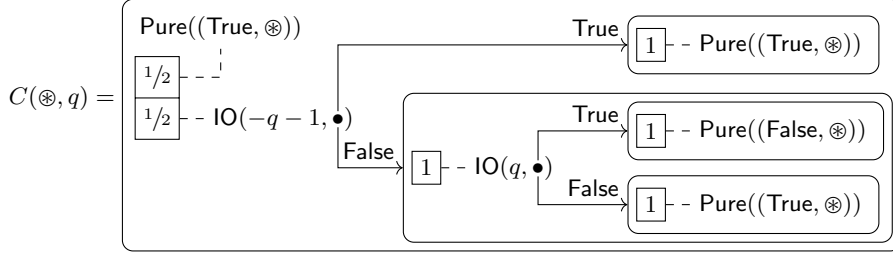 Pure((True, ⊛))
True
1 Pure((True, ⊛))
1/2
C(⊛, q) =
1/2 IO(−q − 1, •)
True
1 Pure((False, ⊛))
False
1 IO(q, •)
False
1 Pure((True, ⊛))